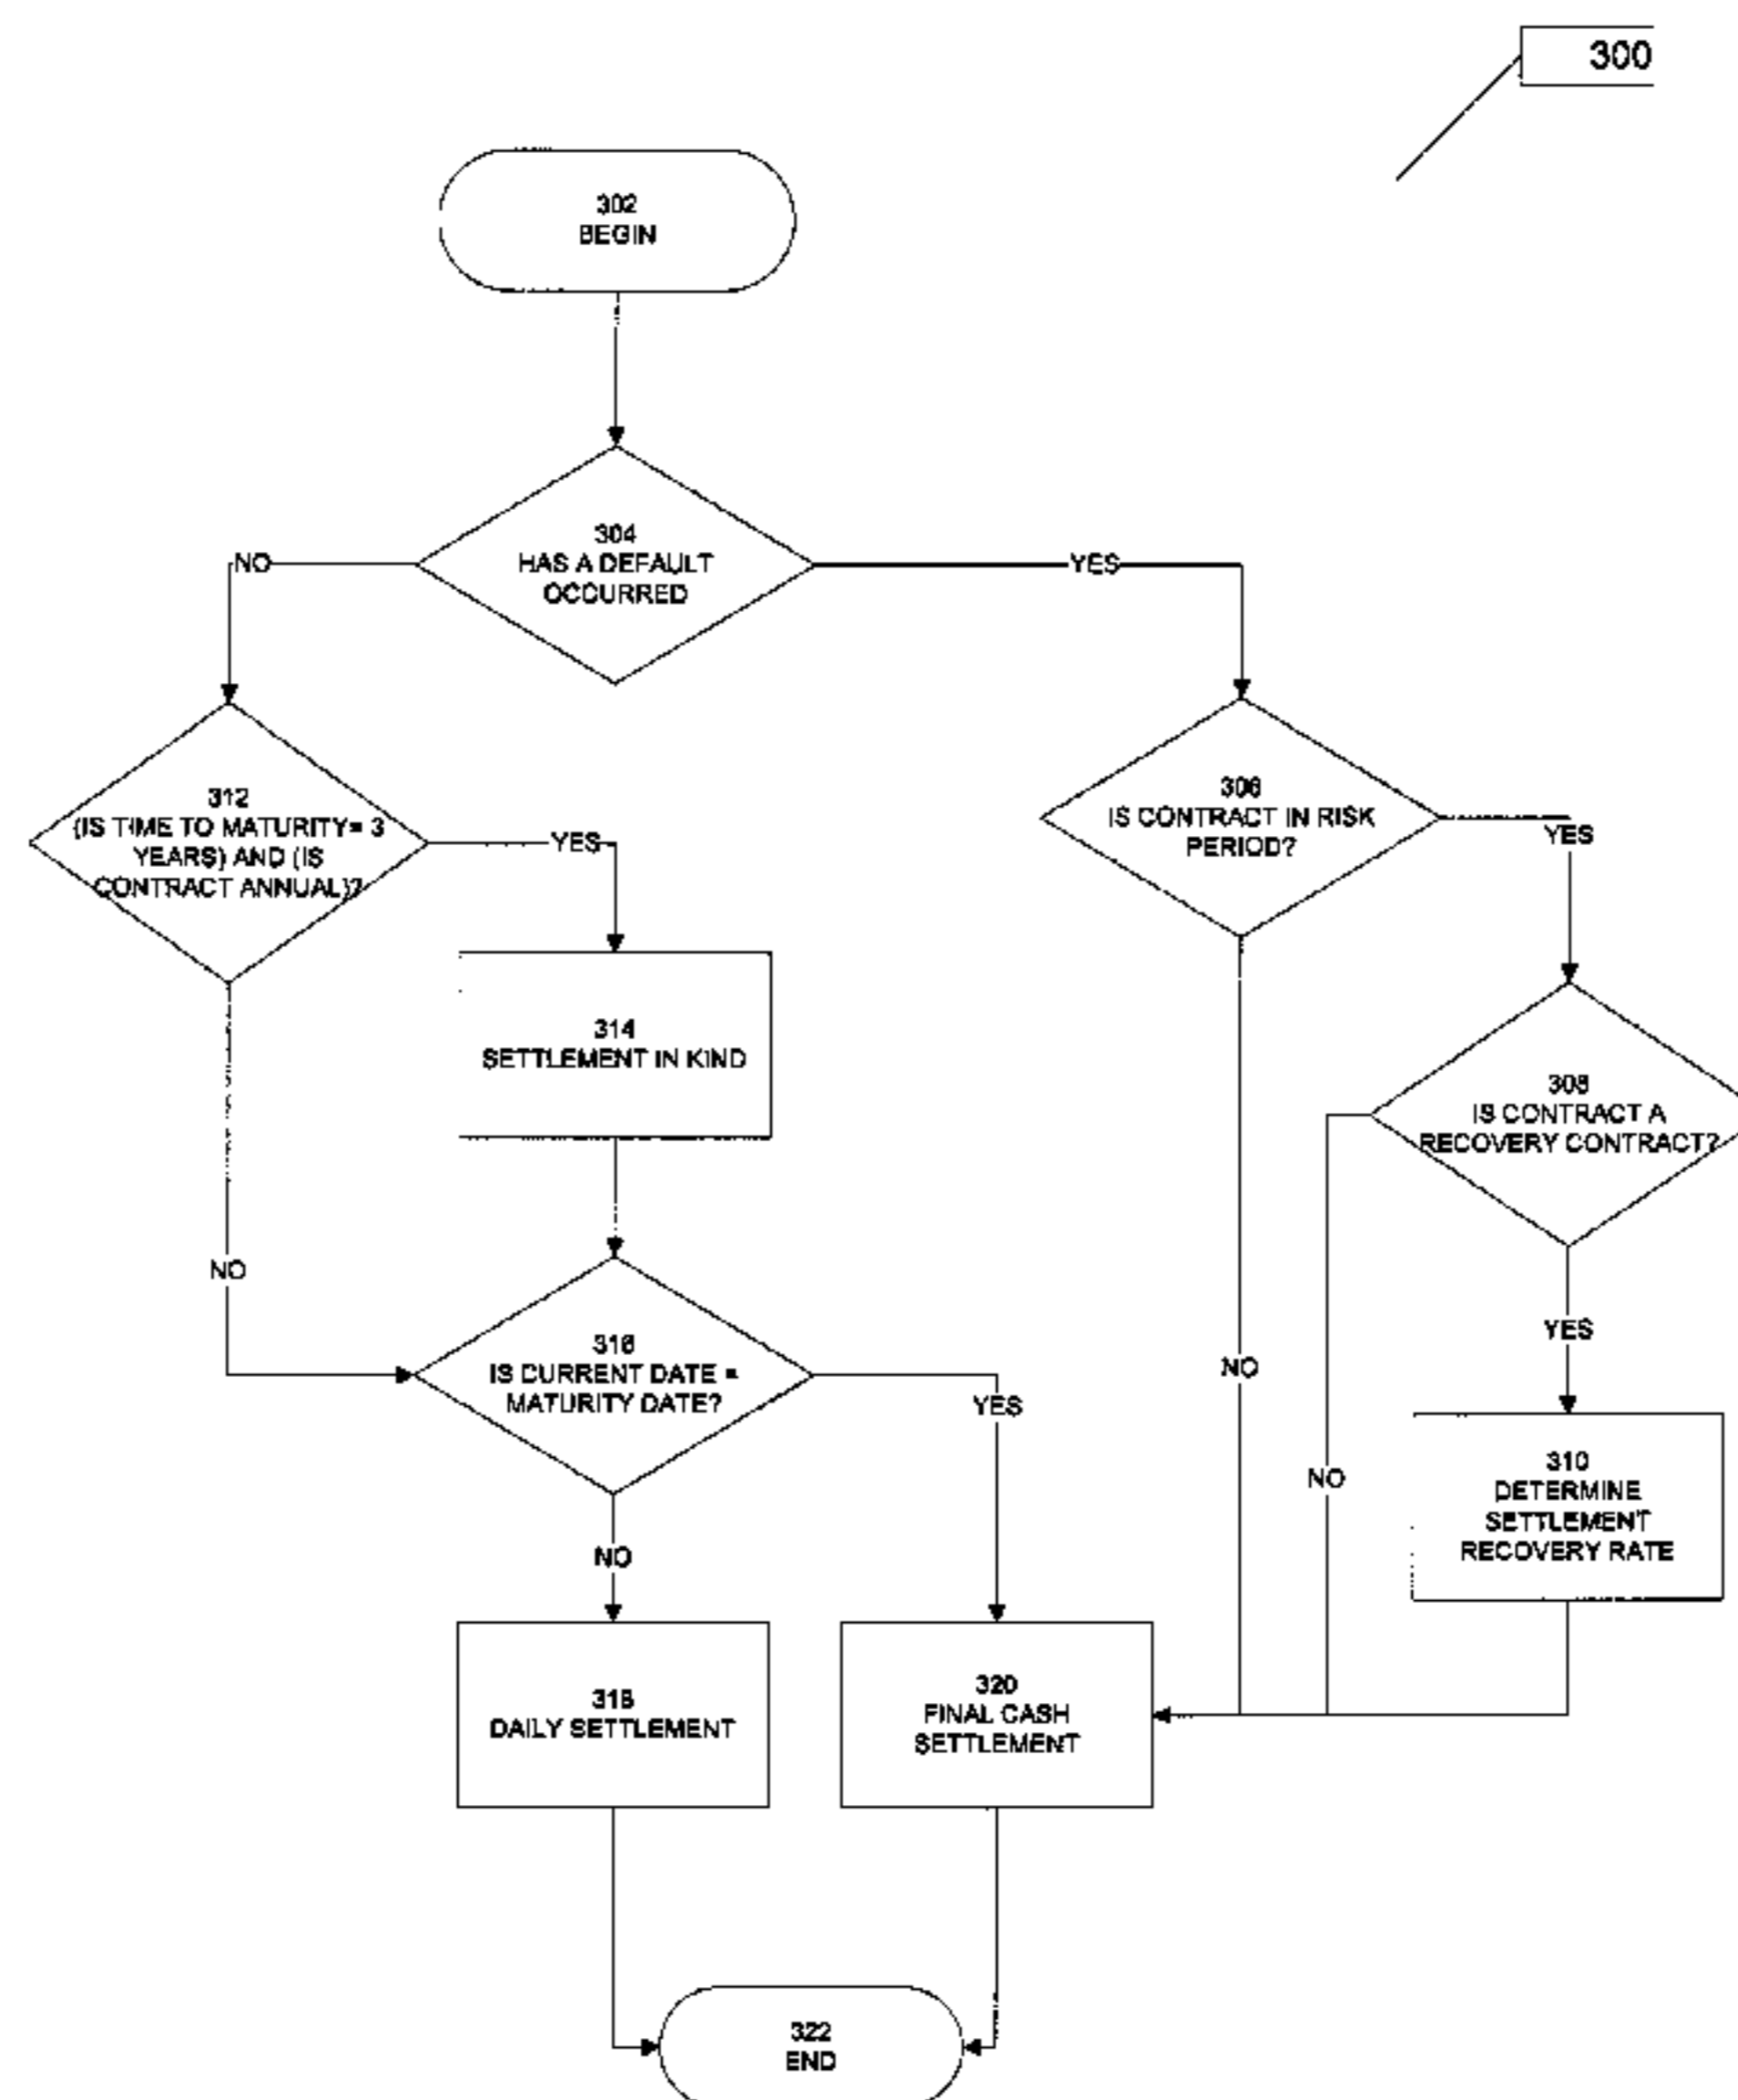 300
302
BEGIN
304
HAS A DEFAULT
OCCURRED
NO
YES
312
(IS TIME TO MATURITY= 3
YEARS) AND (IS
CONTRACT ANNUAL)?
YES
306
IS CONTRACT IN RISK
PERIOD?
YES
314
SETTLEMENT IN KIND
308
IS CONTRACT A
RECOVERY CONTRACT?
NO
316
IS CURRENT DATE =
MATURITY DATE?
YES
NO
YES
NO
310
DETERMINE
SETTLEMENT
RECOVERY RATE
NO
318
DAILY SETTLEMENT
320
FINAL CASH
SETTLEMENT
322
END